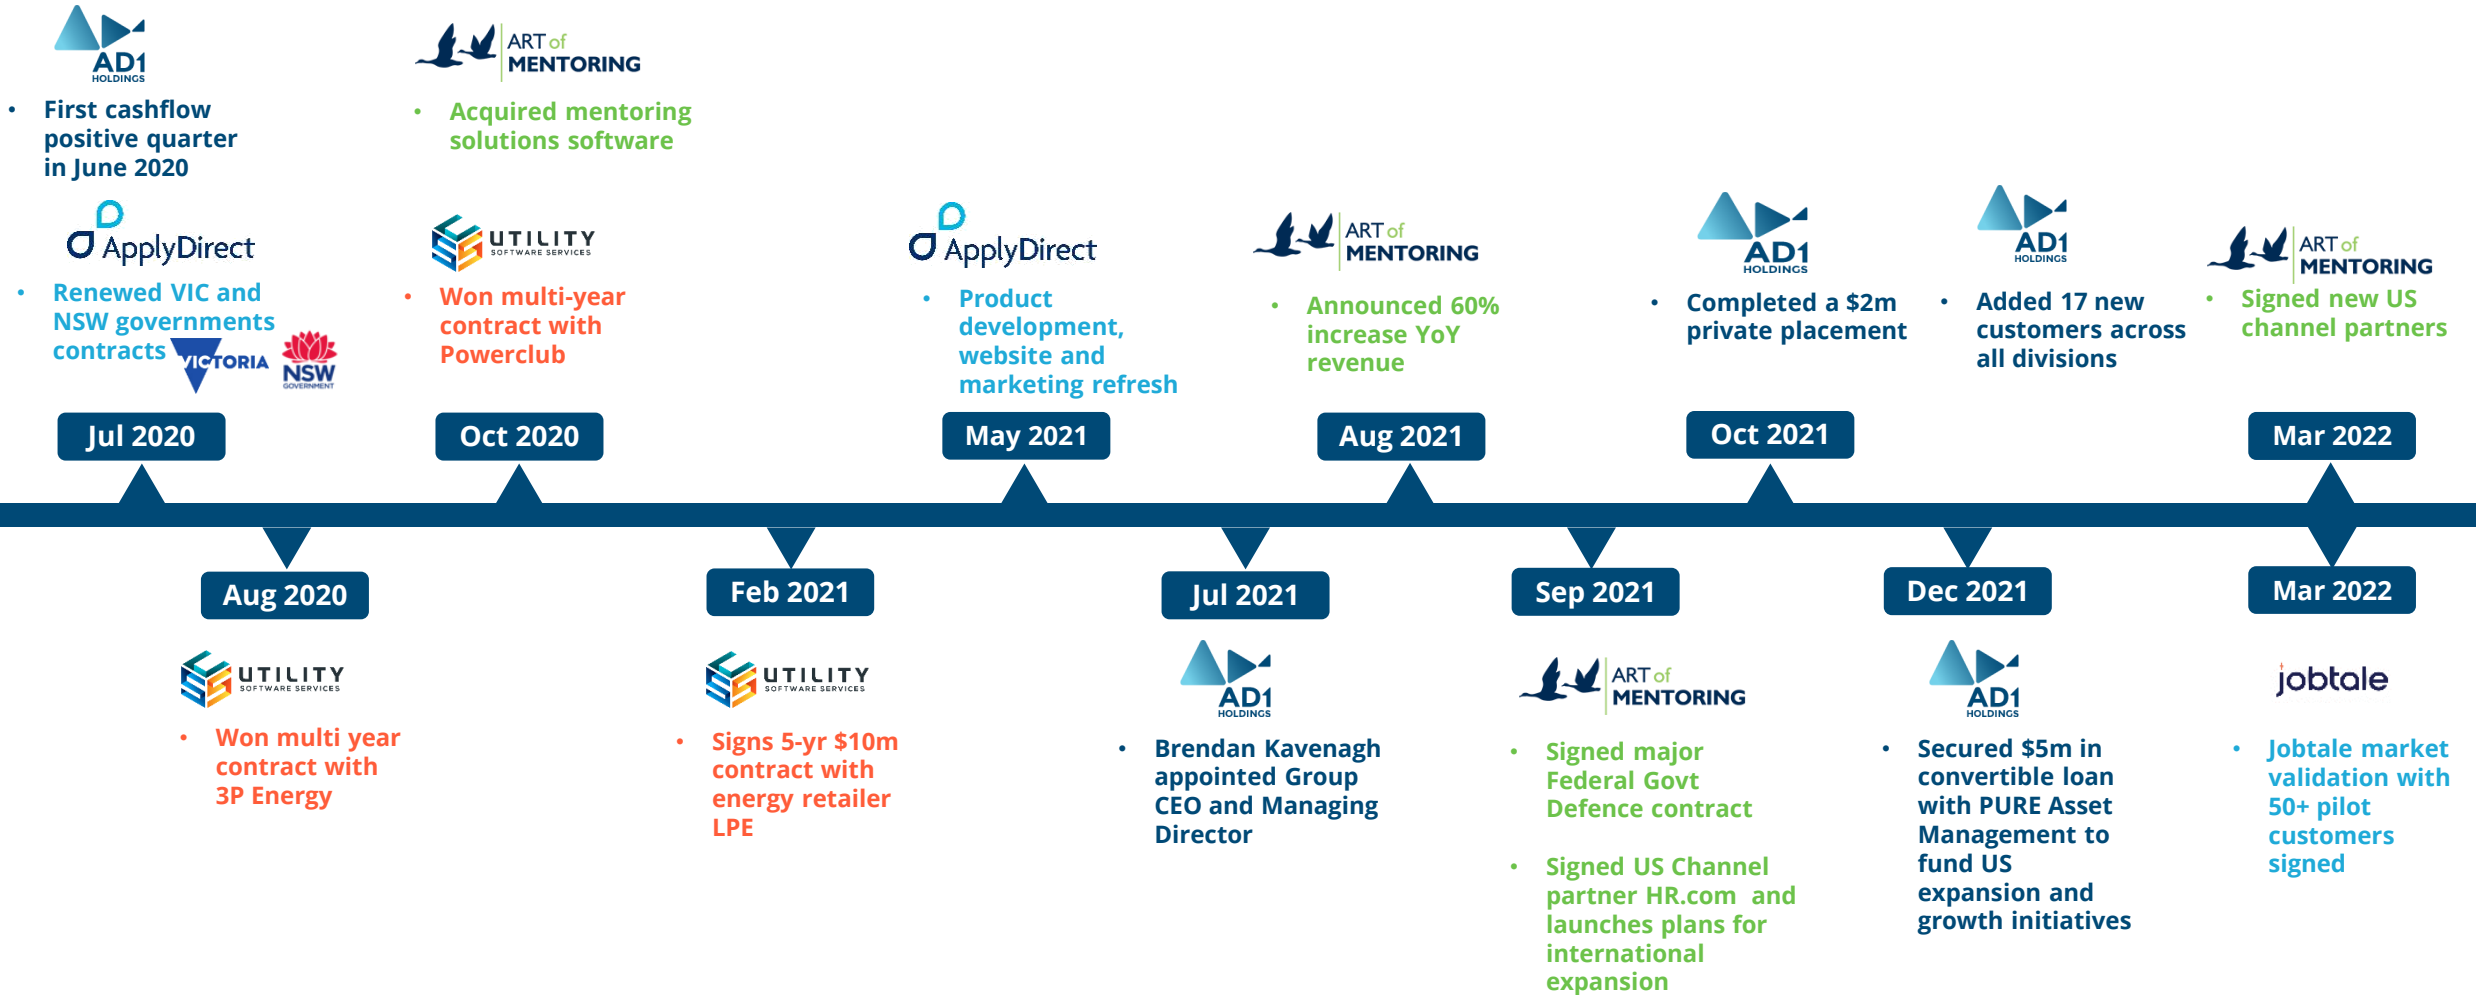 AD1
HOLDINGS
• First cashflow
positive quarter
in June 2020
ApplyDirect
• Renewed VIC and
NSW governments
contracts
VICTORIA
NSW
GOVERNMENT
Jul 2020
ART of
MENTORING
• Acquired mentoring
solutions software
UTILITY
SOFTWARE SERVICES
• Won multi-year
contract with
Powerclub
Oct 2020
ApplyDirect
• Product
development,
website and
marketing refresh
May 2021
ART of
MENTORING
• Announced 60%
increase YoY
revenue
Aug 2021
AD1
HOLDINGS
• Completed a $2m
private placement
Oct 2021
AD1
HOLDINGS
• Added 17 new
customers across
all divisions
ART of
MENTORING
• Signed new US
channel partners
Mar 2022
Aug 2020
UTILITY
SOFTWARE SERVICES
• Won multi year
contract with
3P Energy
Feb 2021
UTILITY
SOFTWARE SERVICES
• Signs 5-yr $10m
contract with
energy retailer
LPE
Jul 2021
AD1
HOLDINGS
• Brendan Kavenagh
appointed Group
CEO and Managing
Director
Sep 2021
ART of
MENTORING
• Signed major
Federal Govt
Defence contract
• Signed US Channel
partner HR.com and
launches plans for
international
expansion
Dec 2021
AD1
HOLDINGS
• Secured $5m in
convertible loan
with PURE Asset
Management to
fund US
expansion and
growth initiatives
Mar 2022
jobtale
• Jobtale market
validation with
50+ pilot
customers
signed